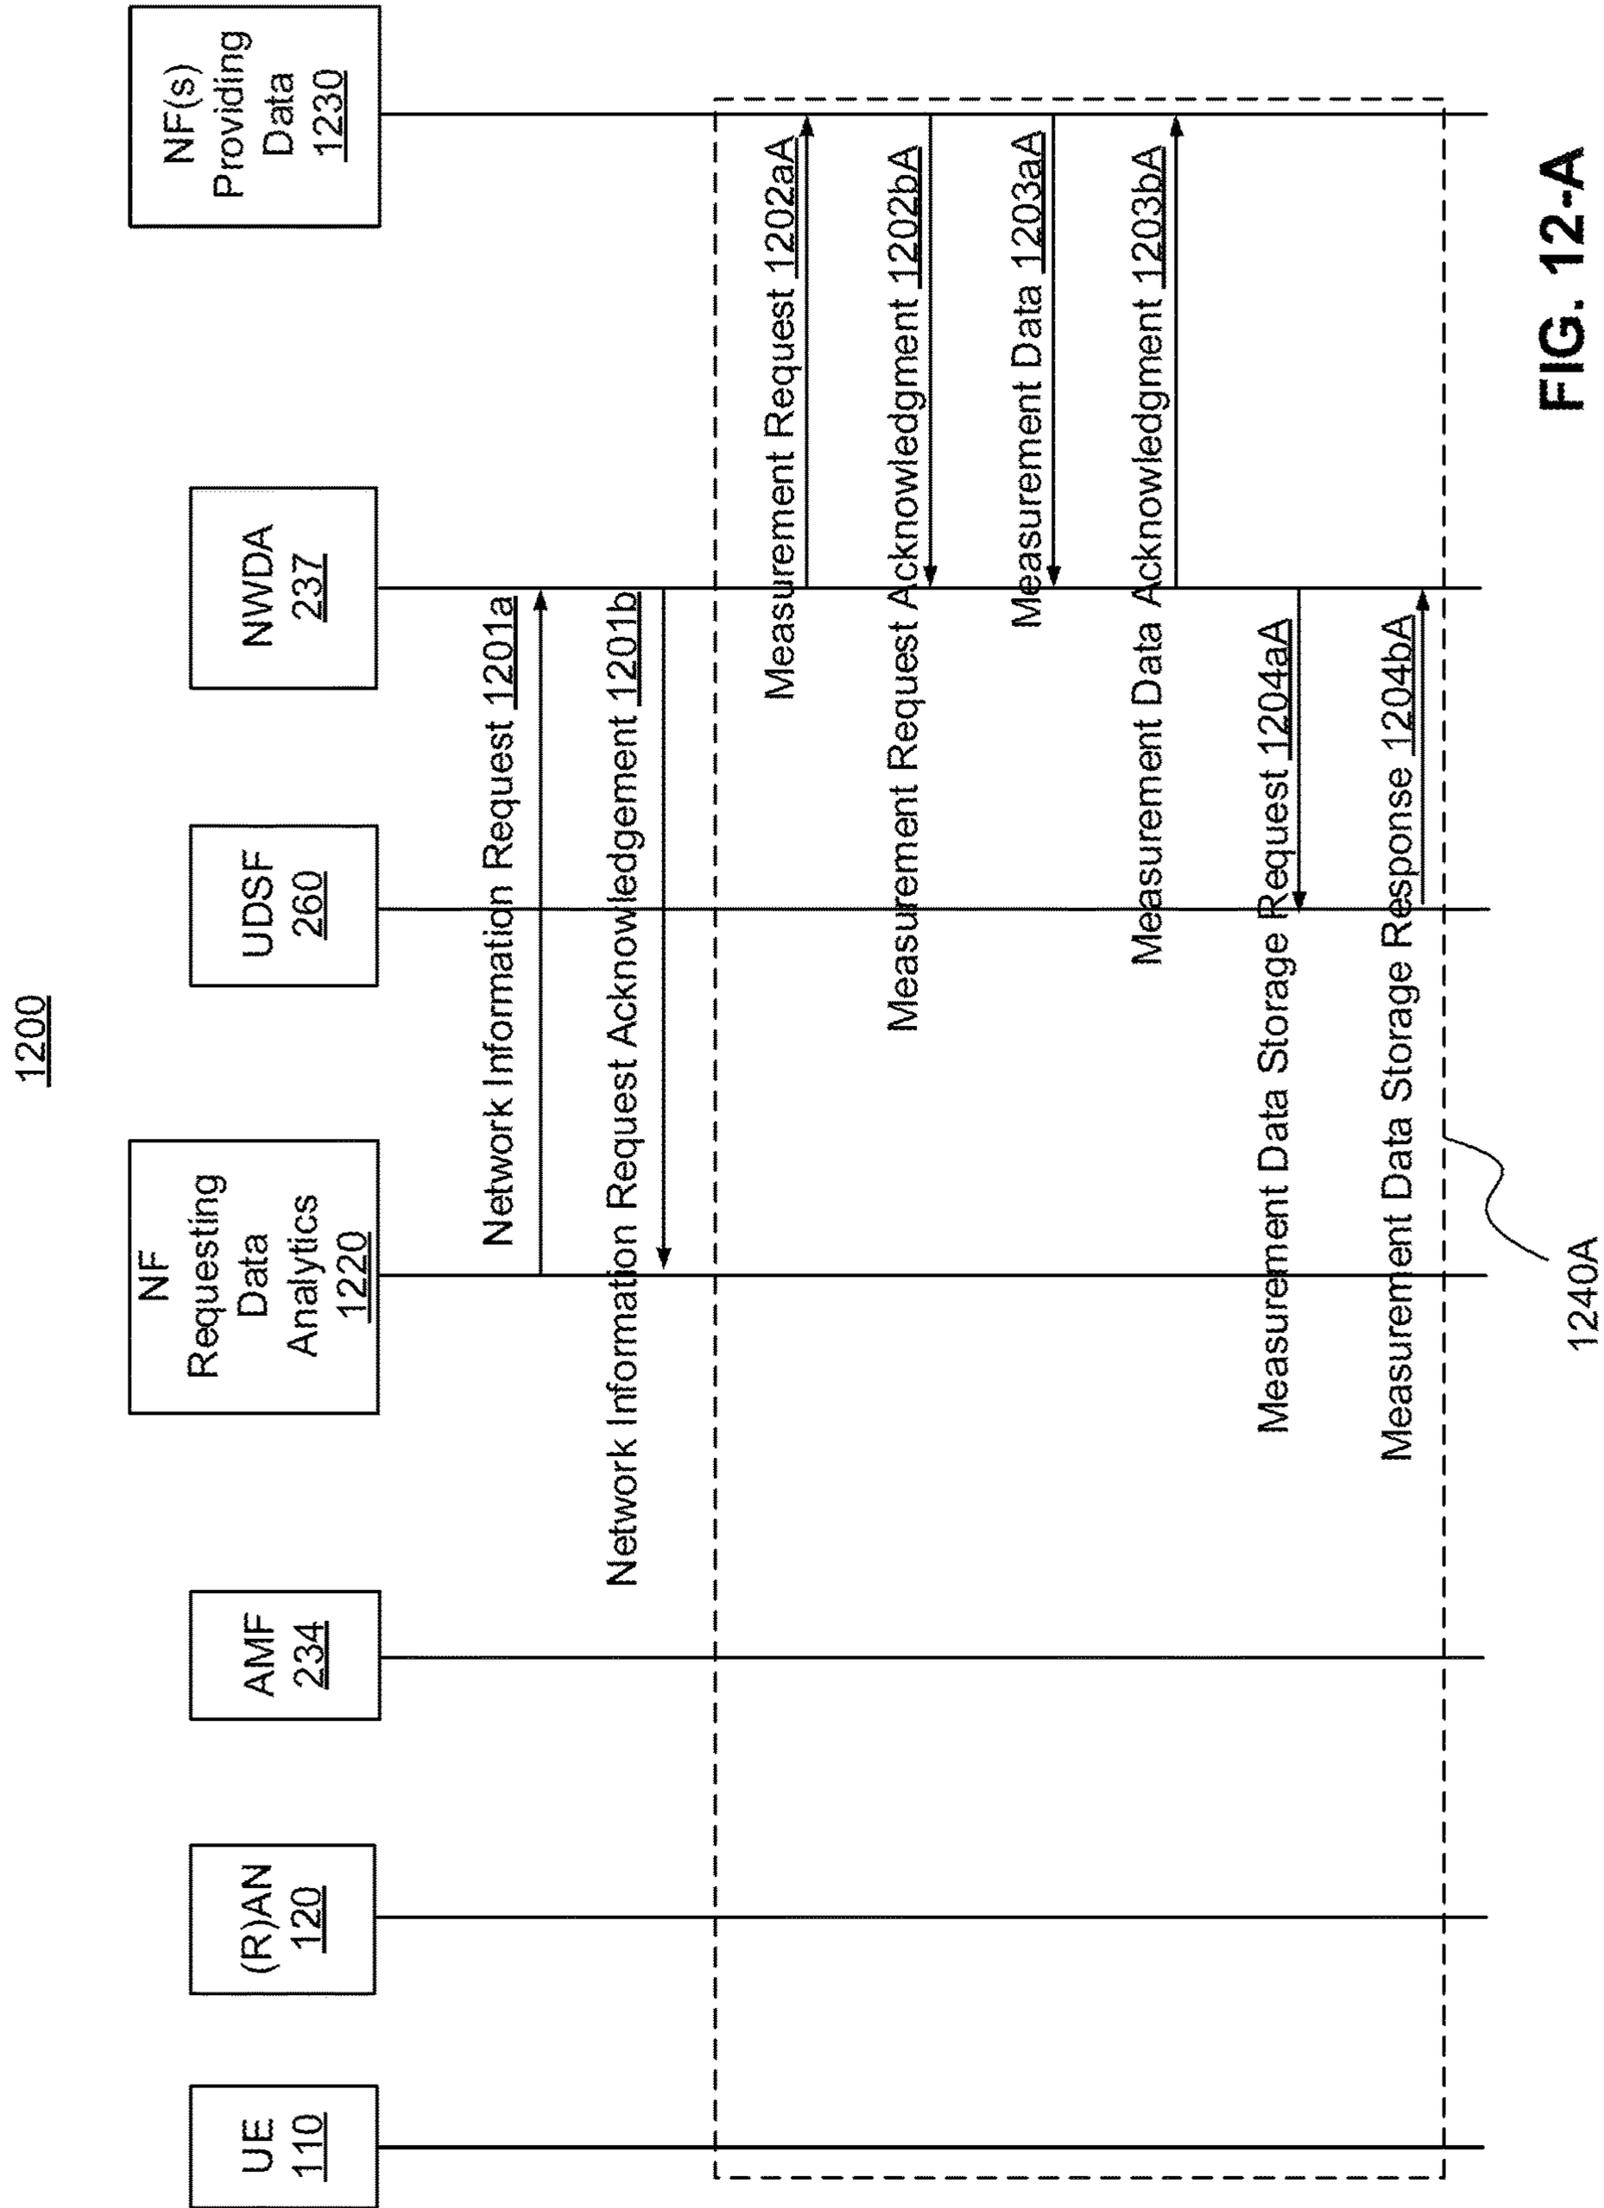 1200
UE
110
(R)AN
120
AMF
234
NF
Requesting
Data
Analytics
1220
UDSF
260
NWDA
237
NF(s)
Providing
Data
1230
Network Information Request 1201a
Network Information Request Acknowledgement 1201b
Measurement Request 1202aA
Measurement Request Acknowledgment 1202bA
Measurement Data 1203aA
Measurement Data Acknowledgment 1203bA
Measurement Data Storage Request 1204aA
Measurement Data Storage Response 1204bA
1240A
FIG. 12-A